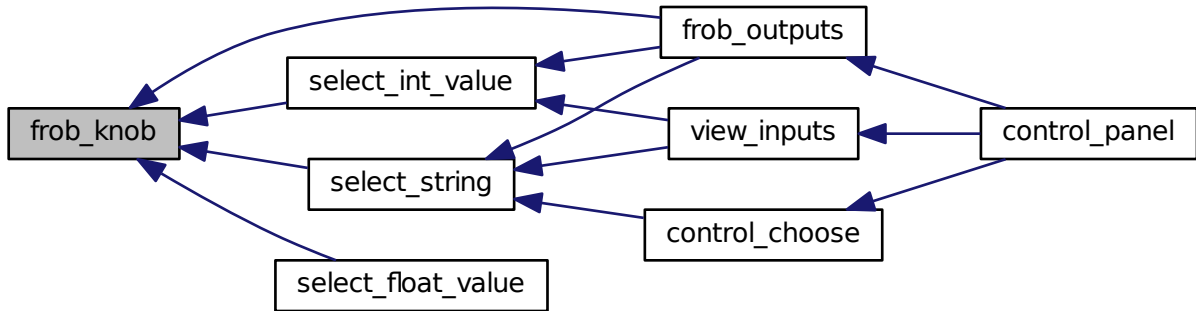 frob_outputs
select_int_value
frob_knob
view_inputs
control_panel
select_string
control_choose
select_float_value